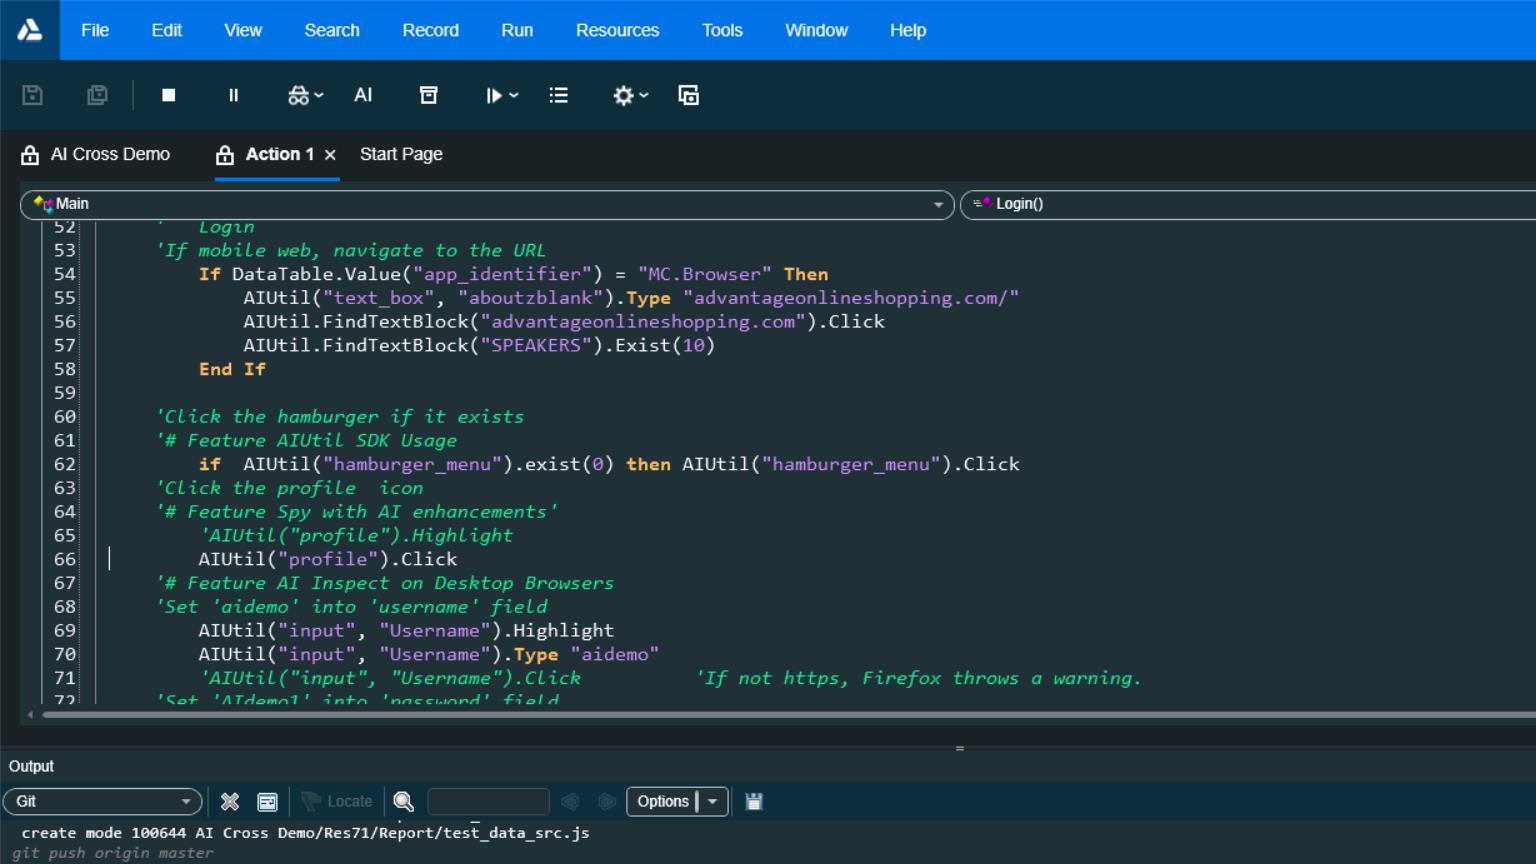 File Edit View Search Record Run Resources Tools Window Help
AI
AI Cross Demo Action 1 × Start Page
Main Login()
52 ' Login
53 'If mobile web, navigate to the URL
54 If DataTable.Value("app_identifier") = "MC.Browser" Then
55 AIUtil("text_box", "aboutzblank").Type "advantageonlineshopping.com/"
56 AIUtil.FindTextBlock("advantageonlineshopping.com").Click
57 AIUtil.FindTextBlock("SPEAKERS").Exist(10)
58 End If
59
60 'Click the hamburger if it exists
61 '# Feature AIUtil SDK Usage
62 if  AIUtil("hamburger_menu").exist(0) then AIUtil("hamburger_menu").Click
63 'Click the profile  icon
64 '# Feature Spy with AI enhancements'
65 'AIUtil("profile").Highlight
66 AIUtil("profile").Click
67 '# Feature AI Inspect on Desktop Browsers
68 'Set 'aidemo' into 'username' field
69 AIUtil("input", "Username").Highlight
70 AIUtil("input", "Username").Type "aidemo"
71 'AIUtil("input", "Username").Click 'If not https, Firefox throws a warning.
72 'Set 'AIdemo1' into 'password' field
Output
Git Locate Options
create mode 100644 AI Cross Demo/Res71/Report/test_data_src.js
git push origin master